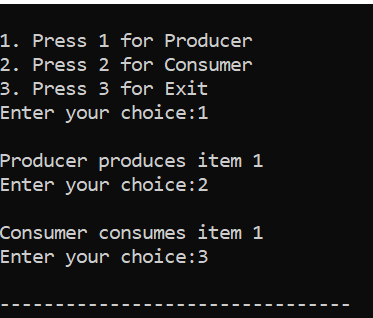 1. Press 1 for Producer
2. Press 2 for Consumer
3. Press 3 for Exit
Enter your choice:1
Producer produces item 1
Enter your choice:2
Consumer consumes item 1
Enter your choice:3
--------------------------------